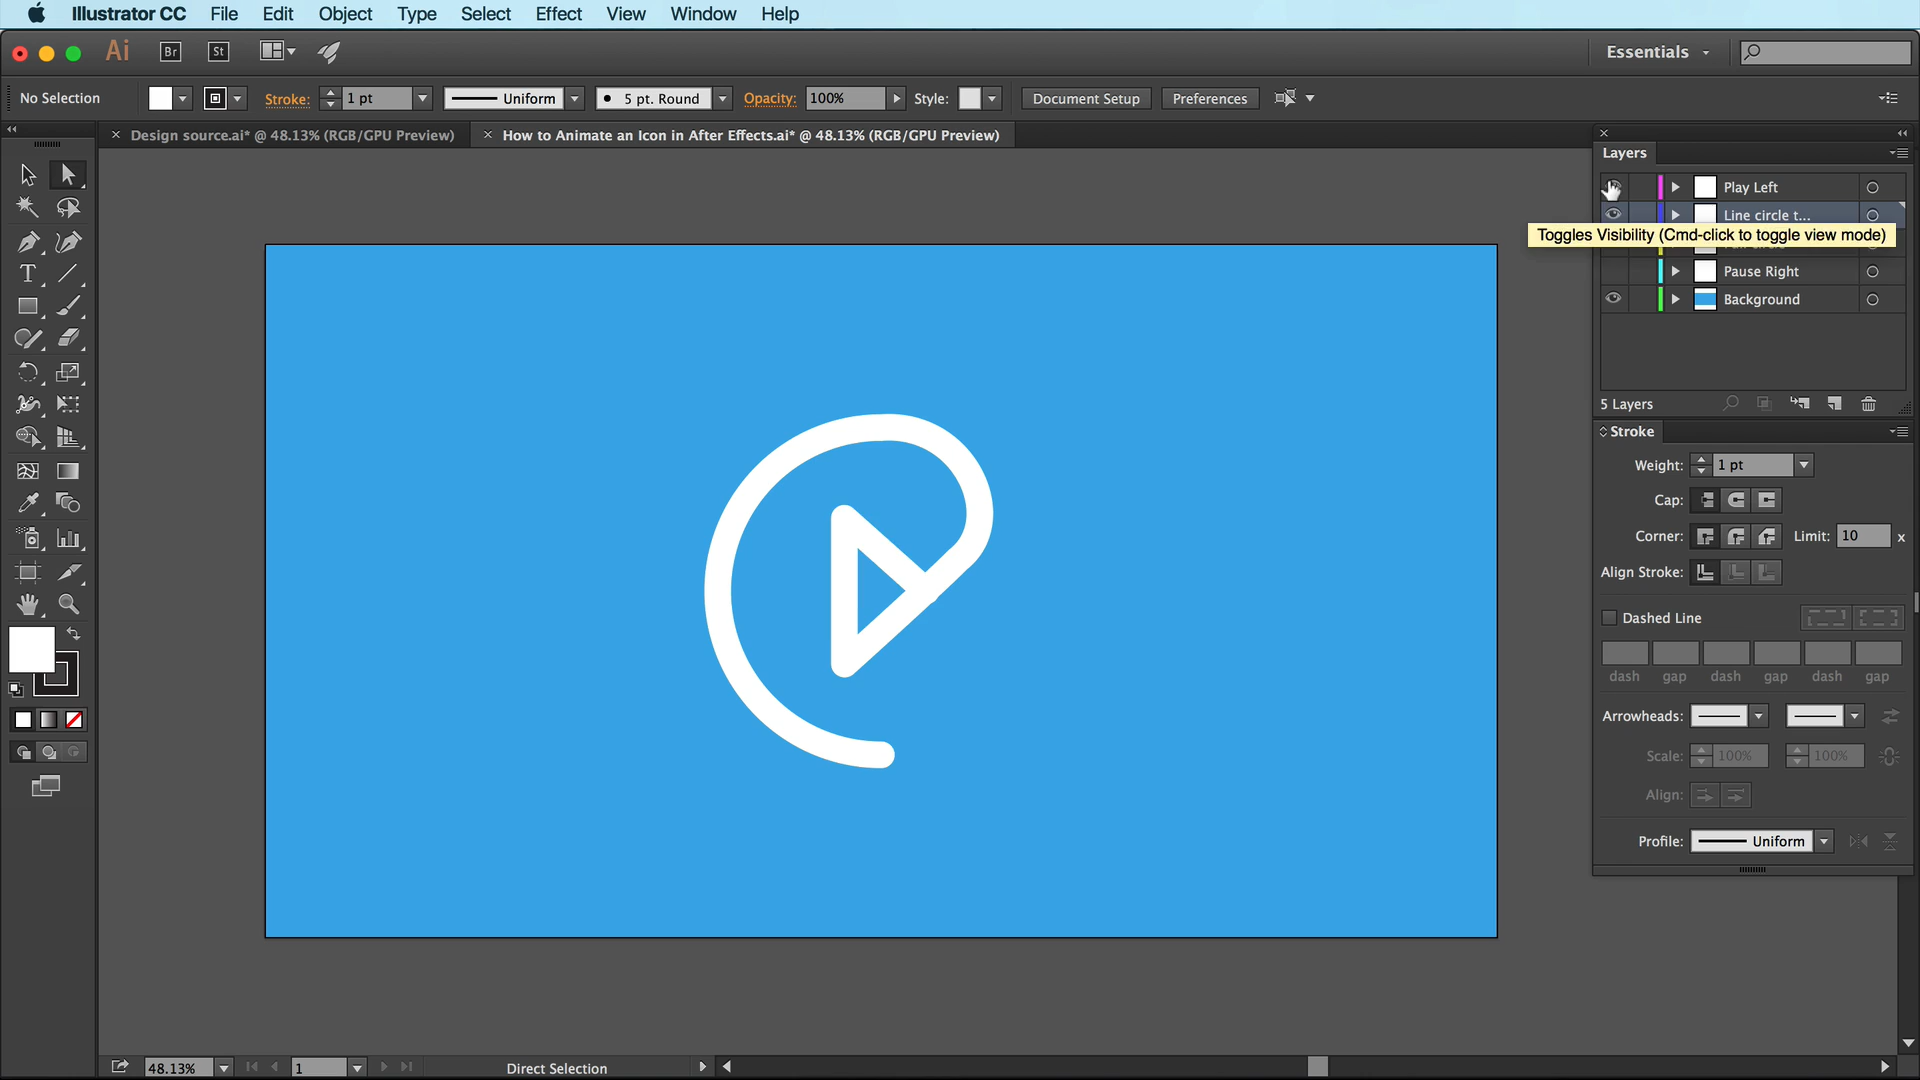 Illustrator CC File Edit Object Type Select Effect View Window Help
Ai Br St Essentials
No Selection Stroke: 1 pt Uniform 5 pt. Round Opacity: 100% Style: Document Setup Preferences
× Design source.ai* @ 48.13% (RGB/GPU Preview) × How to Animate an Icon in After Effects.ai* @ 48.13% (RGB/GPU Preview)
Layers
Play Left
Line circle t...
Toggles Visibility (Cmd-click to toggle view mode)
Pause Right
Background
5 Layers
Stroke
Weight: 1 pt
Cap:
Corner: Limit: 10 x
Align Stroke:
Dashed Line
dash gap dash gap dash gap
Arrowheads:
Scale: 100% 100%
Align:
Profile: Uniform
48.13% 1 Direct Selection